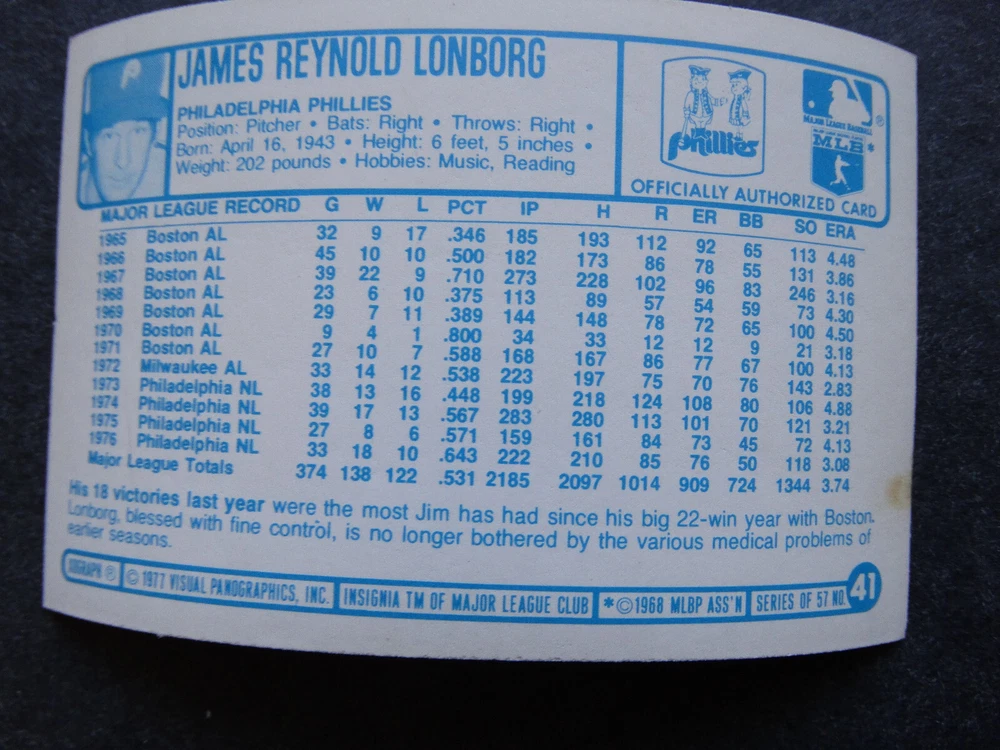 JAMES REYNOLD LONBORG
PHILADELPHIA PHILLIES
Position: Pitcher • Bats: Right • Throws: Right •
Born: April 16, 1943 • Height: 6 feet, 5 inches •
Weight: 202 pounds • Hobbies: Music, Reading
P
Phillies
MAJOR LEAGUE BASEBALL ®
MLB *
OFFICIALLY AUTHORIZED CARD
MAJOR LEAGUE RECORD G W L PCT IP H R ER BB SO ERA
1965 Boston AL 32 9 17 .346 185 193 112 92 65 113 4.48
1966 Boston AL 45 10 10 .500 182 173 86 78 55 131 3.86
1967 Boston AL 39 22 9 .710 273 228 102 96 83 246 3.16
1968 Boston AL 23 6 10 .375 113 89 57 54 59 73 4.30
1969 Boston AL 29 7 11 .389 144 148 78 72 65 100 4.50
1970 Boston AL 9 4 1 .800 34 33 12 12 9 21 3.18
1971 Boston AL 27 10 7 .588 168 167 86 77 67 100 4.13
1972 Milwaukee AL 33 14 12 .538 223 197 75 70 76 143 2.83
1973 Philadelphia NL 38 13 16 .448 199 218 124 108 80 106 4.88
1974 Philadelphia NL 39 17 13 .567 283 280 113 101 70 121 3.21
1975 Philadelphia NL 27 8 6 .571 159 161 84 73 45 72 4.13
1976 Philadelphia NL 33 18 10 .643 222 210 85 76 50 118 3.08
Major League Totals 374 138 122 .531 2185 2097 1014 909 724 1344 3.74
His 18 victories last year were the most Jim has had since his big 22-win year with Boston.
Lonborg, blessed with fine control, is no longer bothered by the various medical problems of
earlier seasons.
XOGRAPH ® © 1977 VISUAL PANOGRAPHICS, INC. INSIGNIA TM OF MAJOR LEAGUE CLUB * © 1968 MLBP ASS'N SERIES OF 57 NO. 41